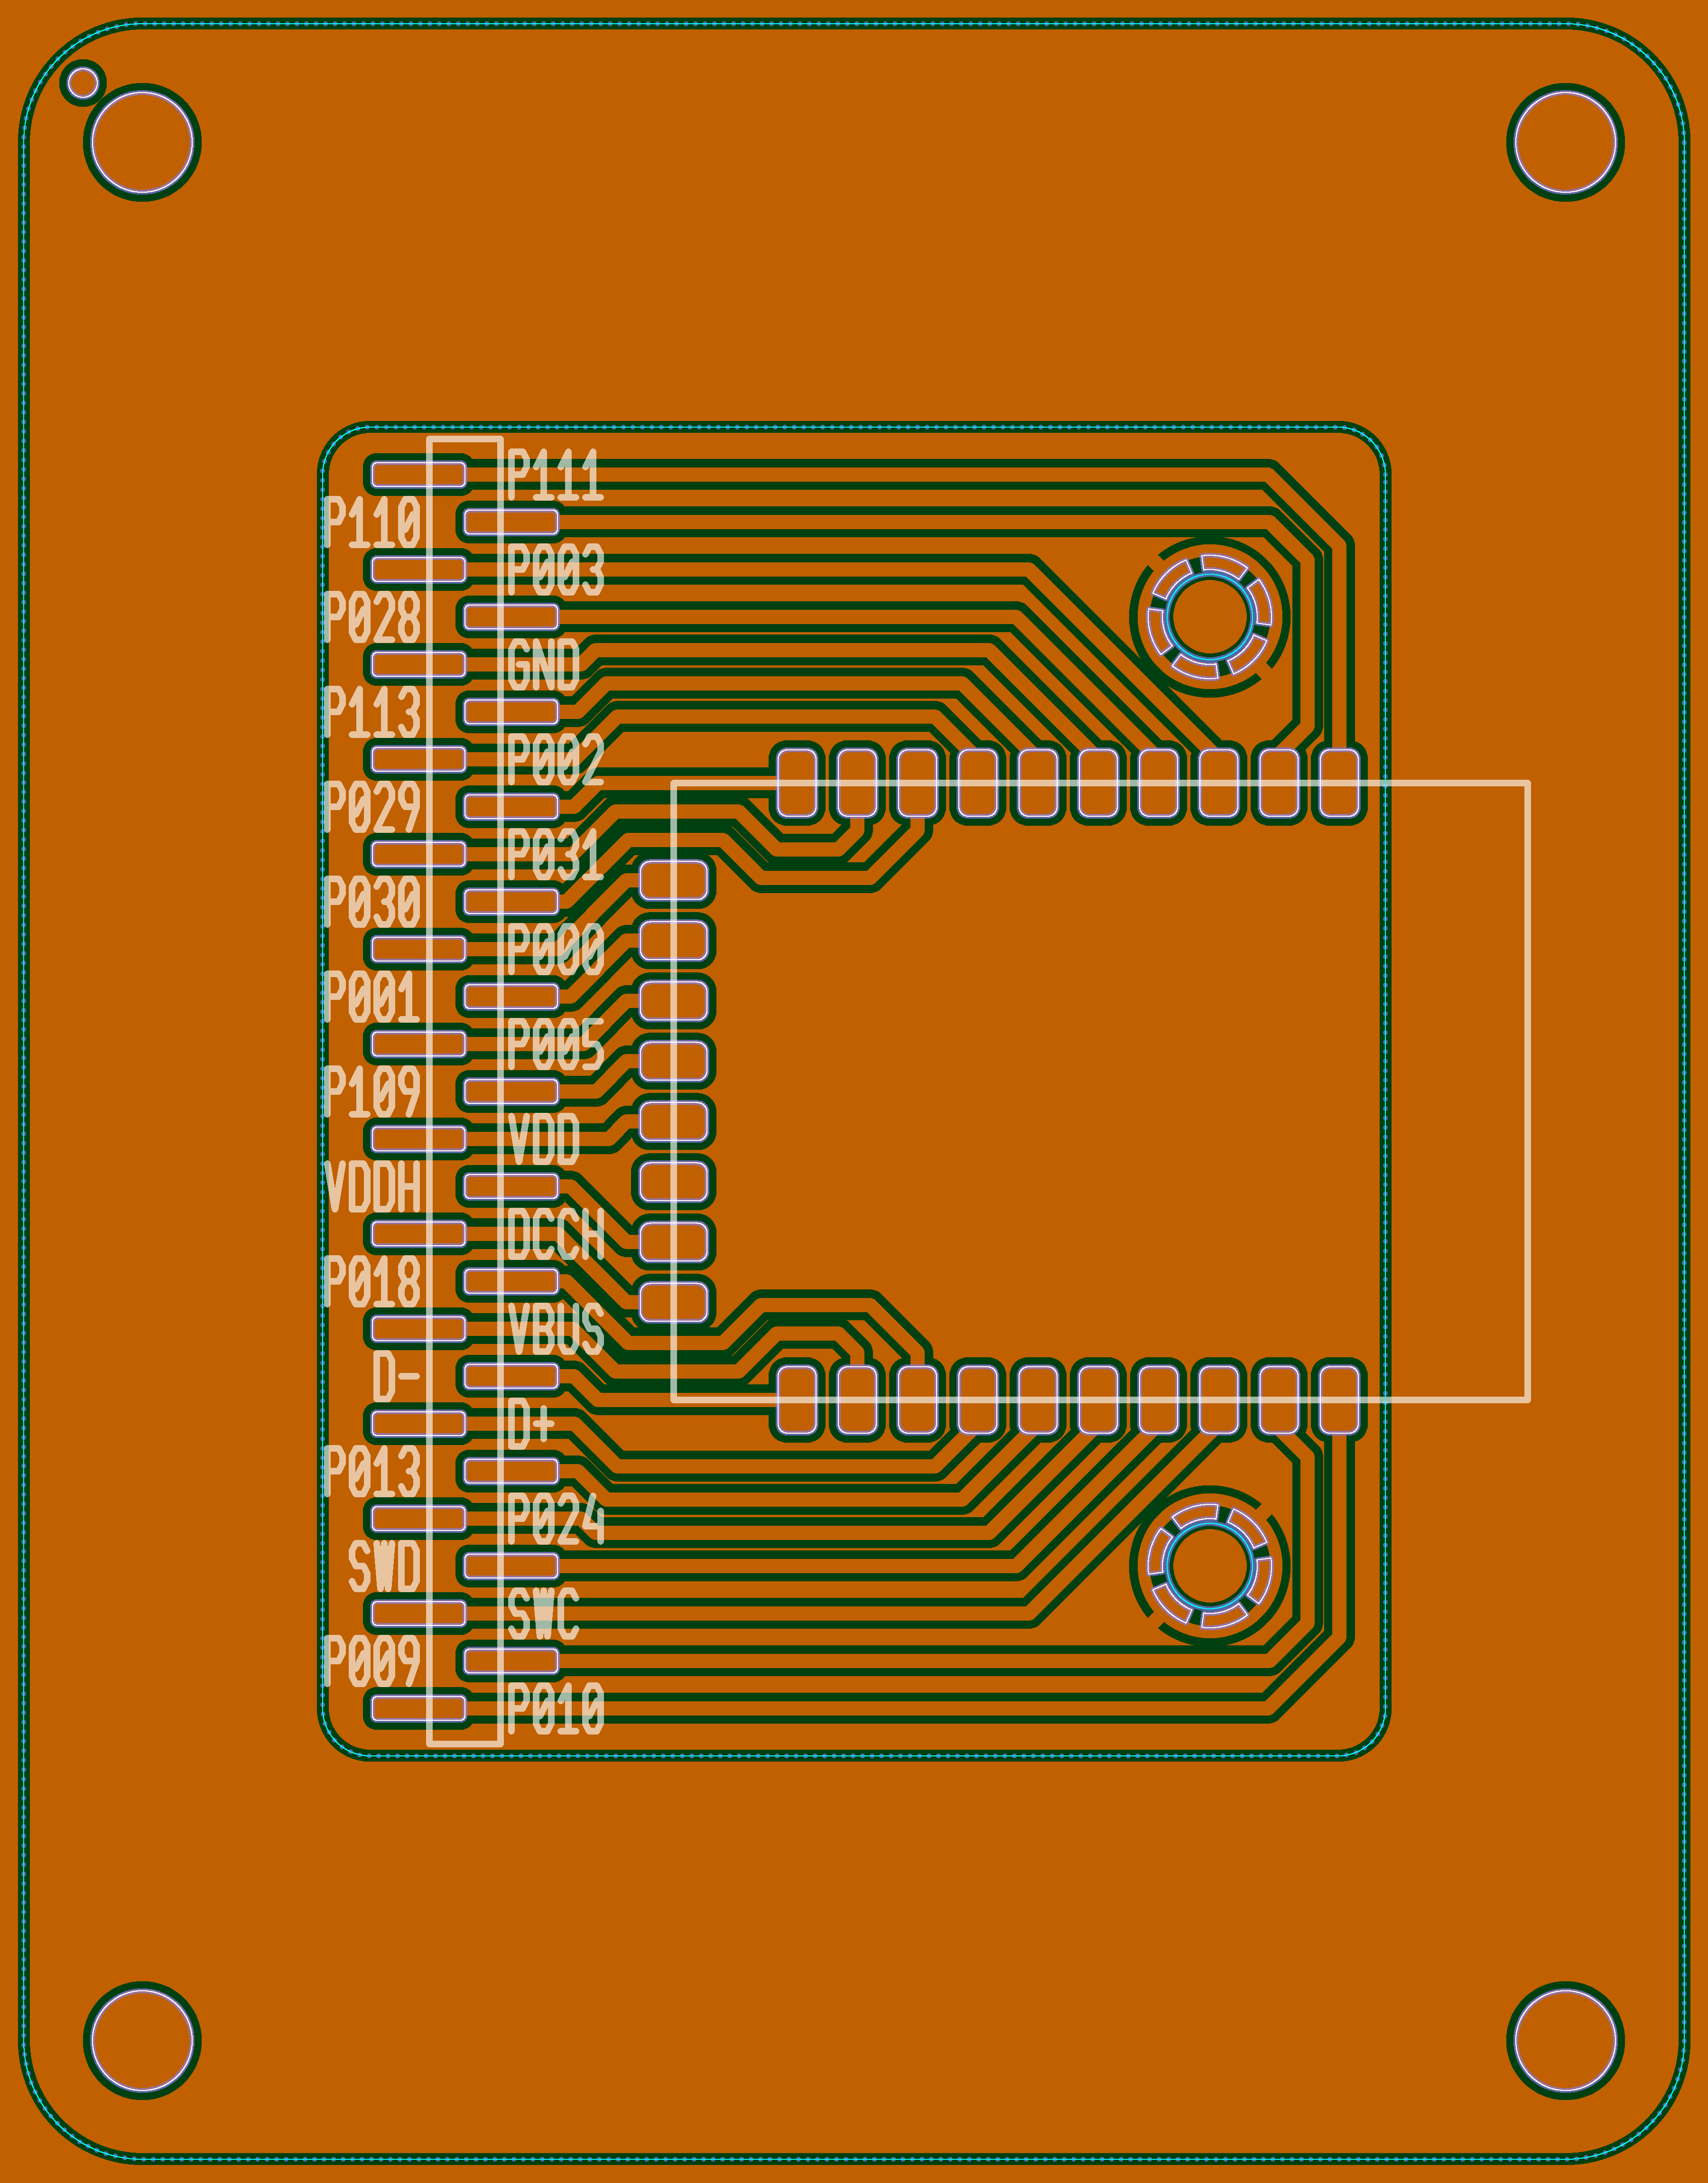 P111
P110
P003
P028
GND
P113
P002
P029
P031
P030
P000
P001
P005
P109
VDD
VDDH
DCCH
P018
VBUS
D-
D+
P013
P024
SWD
SWC
P009
P010